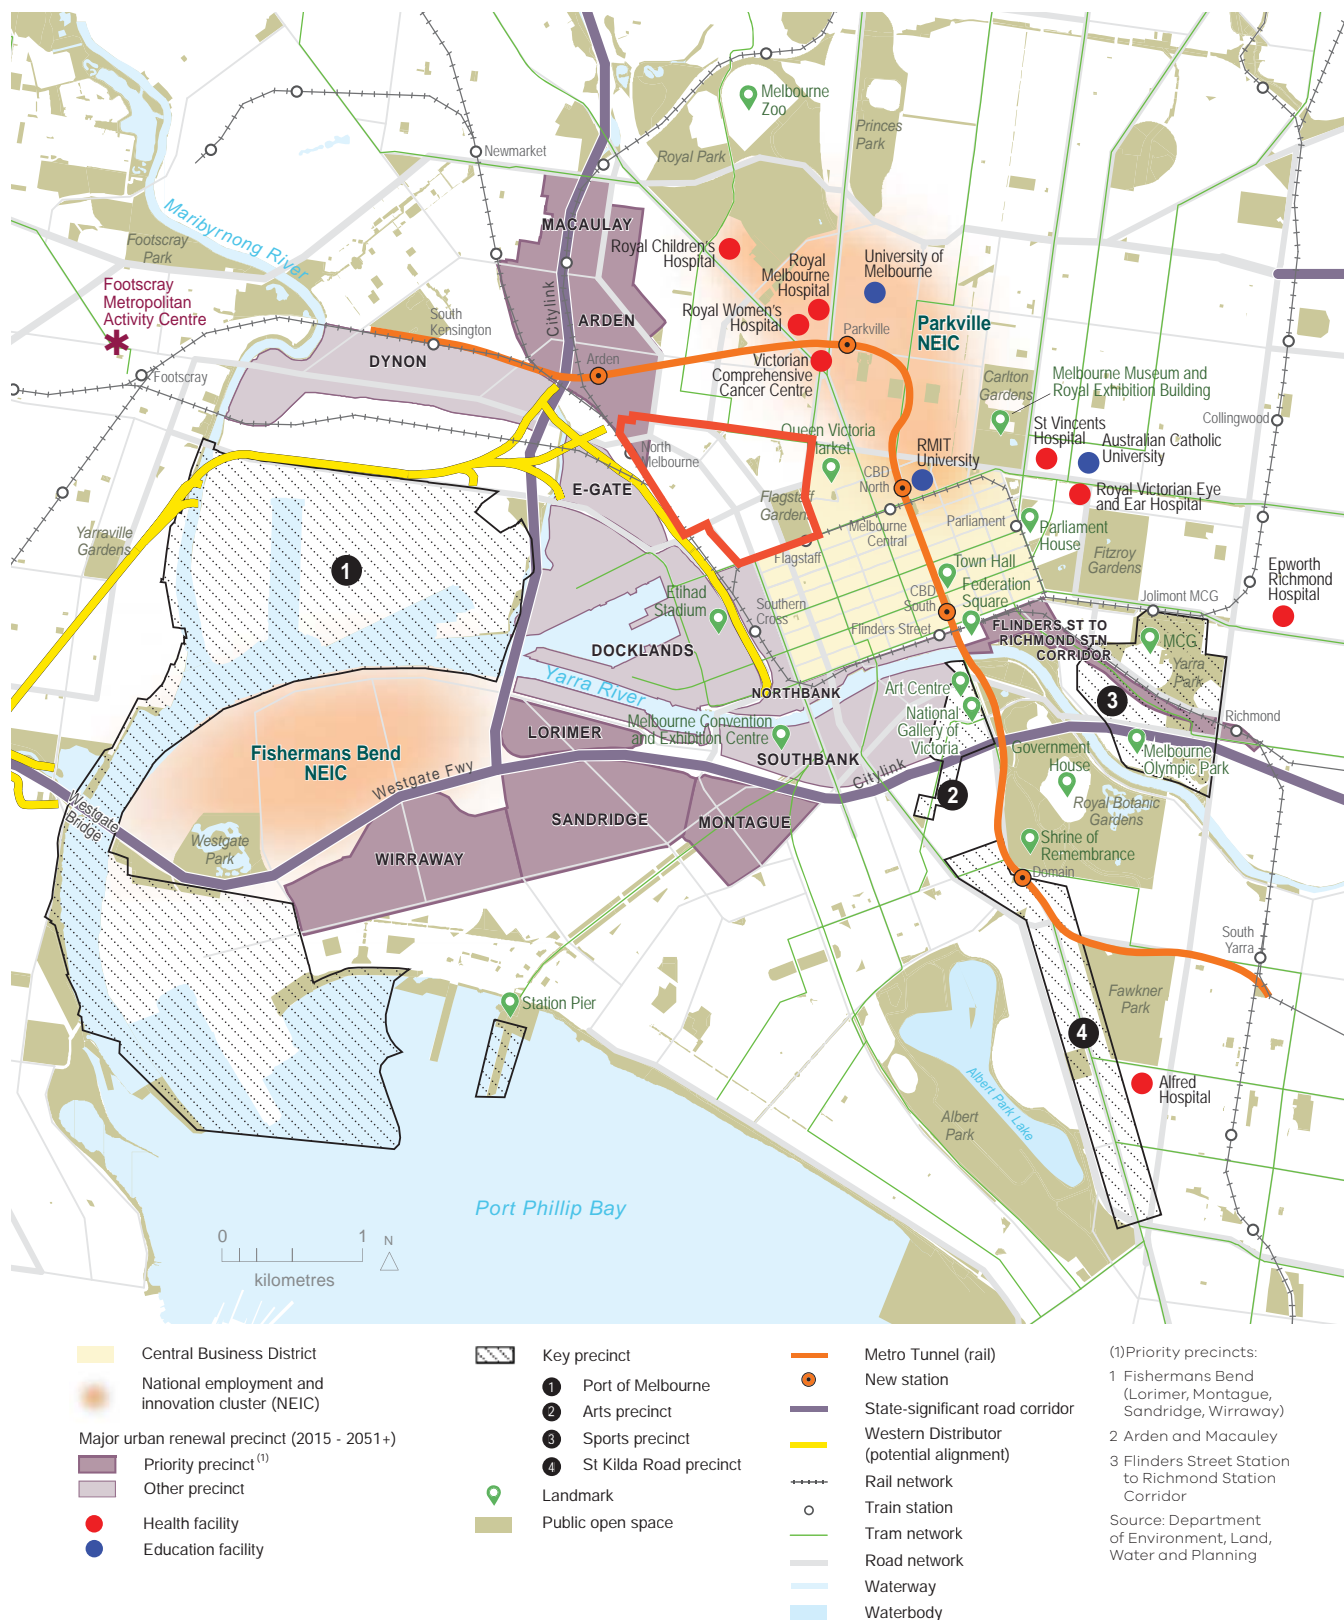 Melbourne
Zoo
Princes
Park
Royal Park
Newmarket
Maribyrnong River
MACAULAY
Footscray
Park
Royal Children's
Hospital
Royal
Melbourne
Hospital
University of
Melbourne
Footscray
Metropolitan
Activity Centre
South
Kensington
Citylink
ARDEN
Royal Women's
Hospital
Parkville
Parkville
NEIC
DYNON
Arden
Victorian
Comprehensive
Cancer Centre
Carlton
Gardens
Melbourne Museum and
Royal Exhibition Building
Footscray
Collingwood
St Vincents
Hospital
Australian Catholic
University
Queen Victoria
Market
RMIT
University
North
Melbourne
CBD
North
E-GATE
Flagstaff
Gardens
Royal Victorian Eye
and Ear Hospital
Yarraville
Gardens
Melbourne
Central
Parliament
Parliament
House
Flagstaff
Fitzroy
Gardens
1
Town Hall
Epworth
Richmond
Hospital
Etihad
Stadium
Southern
Cross
CBD
South
Federation
Square
Jolimont MCG
Flinders Street
FLINDERS ST TO
RICHMOND STN
CORRIDOR
MCG
DOCKLANDS
Yarra
Park
Yarra River
NORTHBANK
Art Centre
3
LORIMER
Melbourne Convention
and Exhibition Centre
National
Gallery of
Victoria
Richmond
Fishermans Bend
NEIC
SOUTHBANK
Government
House
Melbourne
Olympic Park
Westgate Fwy
Citylink
2
Westgate
Bridge
Royal Botanic
Gardens
SANDRIDGE
MONTAGUE
Westgate
Park
WIRRAWAY
Shrine of
Remembrance
Domain
South
Yarra
Station Pier
Fawkner
Park
4
Albert Park Lake
Alfred
Hospital
Albert
Park
Port Phillip Bay
0 1
N
kilometres
Central Business District
National employment and
innovation cluster (NEIC)
Major urban renewal precinct (2015 - 2051+)
Priority precinct (1)
Other precinct
Health facility
Education facility
Key precinct
1 Port of Melbourne
2 Arts precinct
3 Sports precinct
4 St Kilda Road precinct
Landmark
Public open space
Metro Tunnel (rail)
New station
State-significant road corridor
Western Distributor
(potential alignment)
Rail network
Train station
Tram network
Road network
Waterway
Waterbody
(1)Priority precincts:
1 Fishermans Bend
(Lorimer, Montague,
Sandridge, Wirraway)
2 Arden and Macauley
3 Flinders Street Station
to Richmond Station
Corridor
Source: Department
of Environment, Land,
Water and Planning